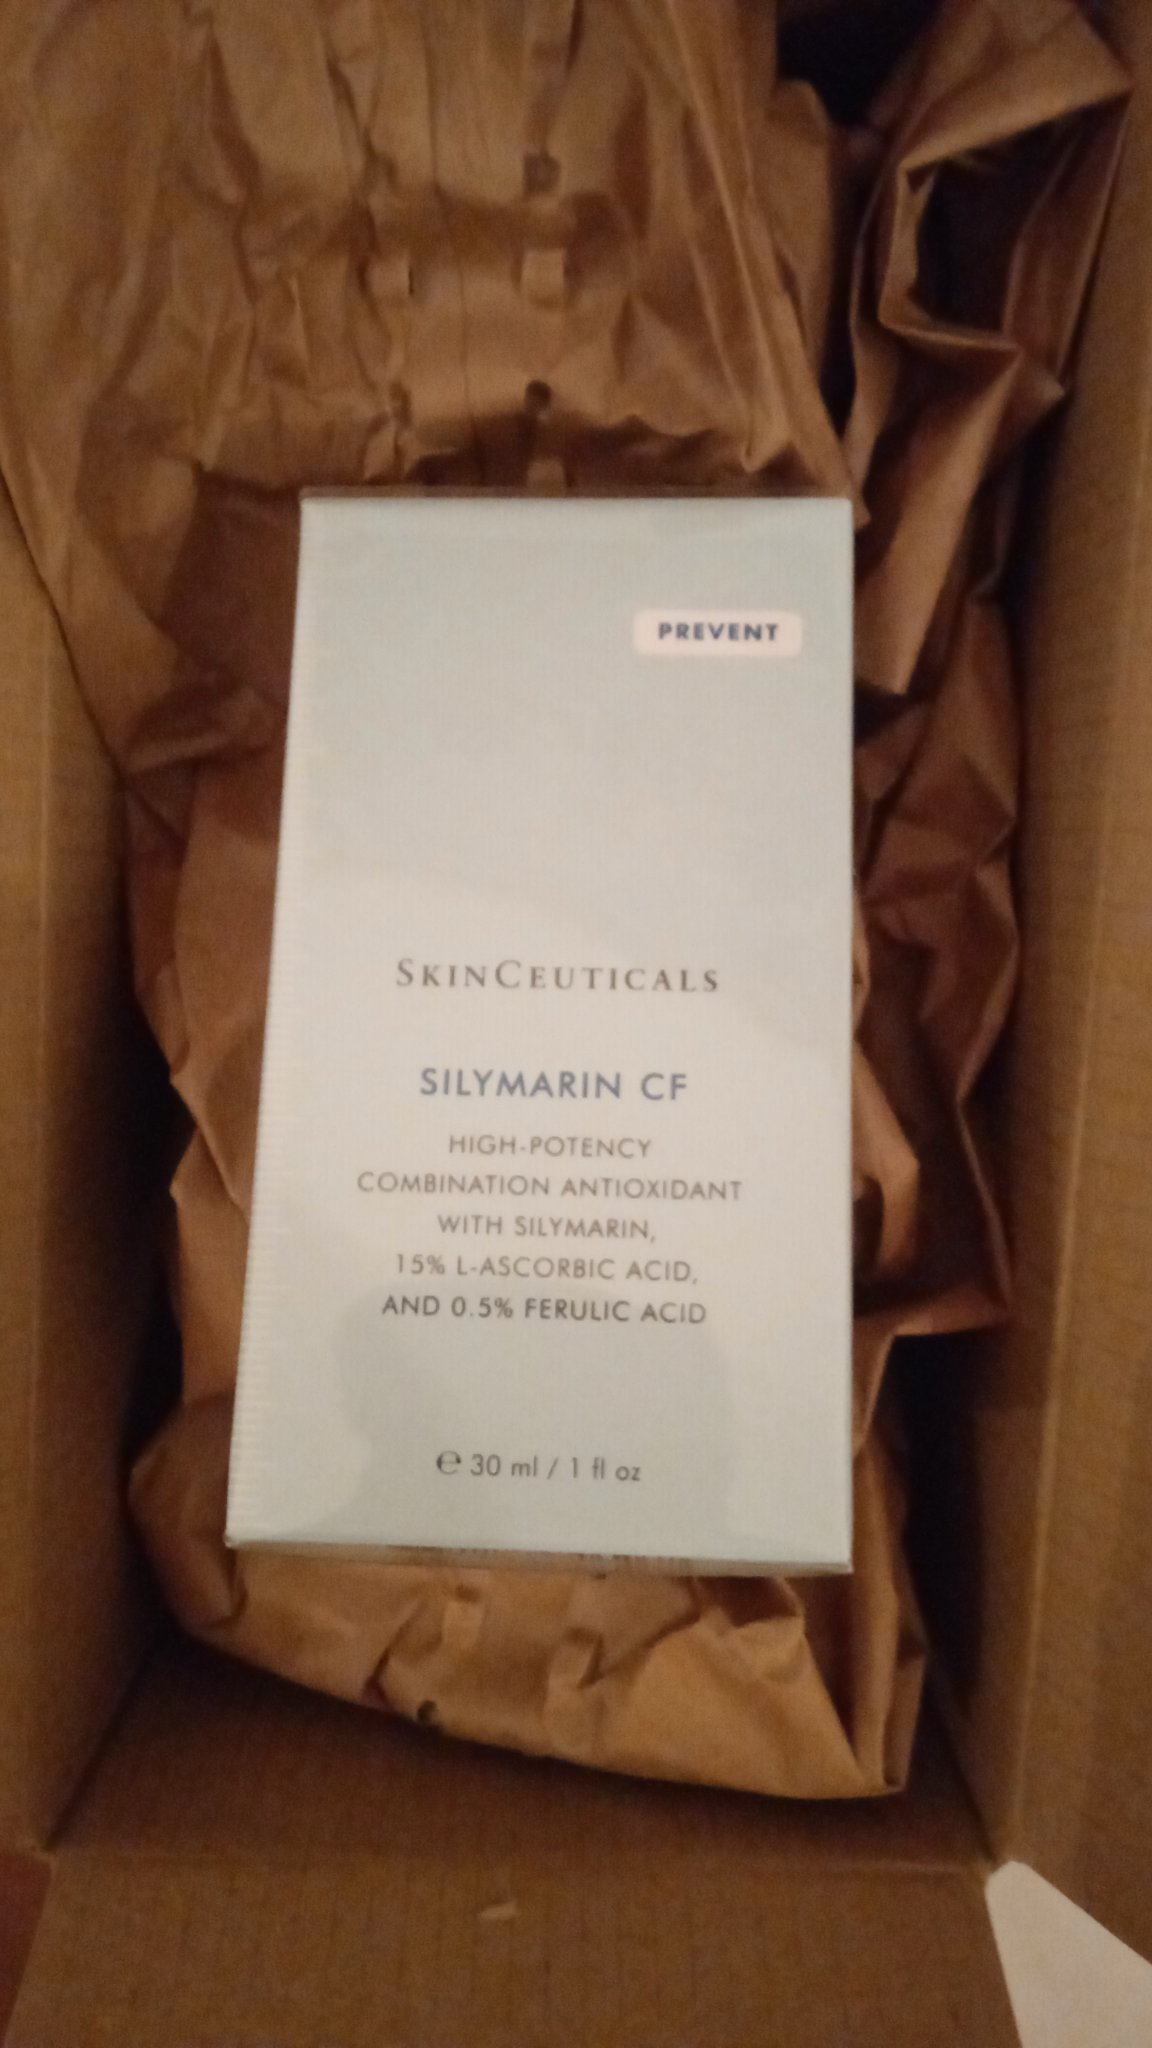 PREVENT
SKINCEUTICALS
SILYMARIN CF
HIGH-POTENCY
COMBINATION ANTIOXIDANT
WITH SILYMARIN,
15% L-ASCORBIC ACID,
AND 0.5% FERULIC ACID
℮ 30 ml / 1 fl oz